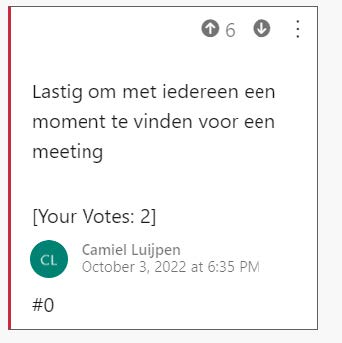 6
Lastig om met iedereen een
moment te vinden voor een
meeting
[Your Votes: 2]
CL
Camiel Luijpen
October 3, 2022 at 6:35 PM
#0